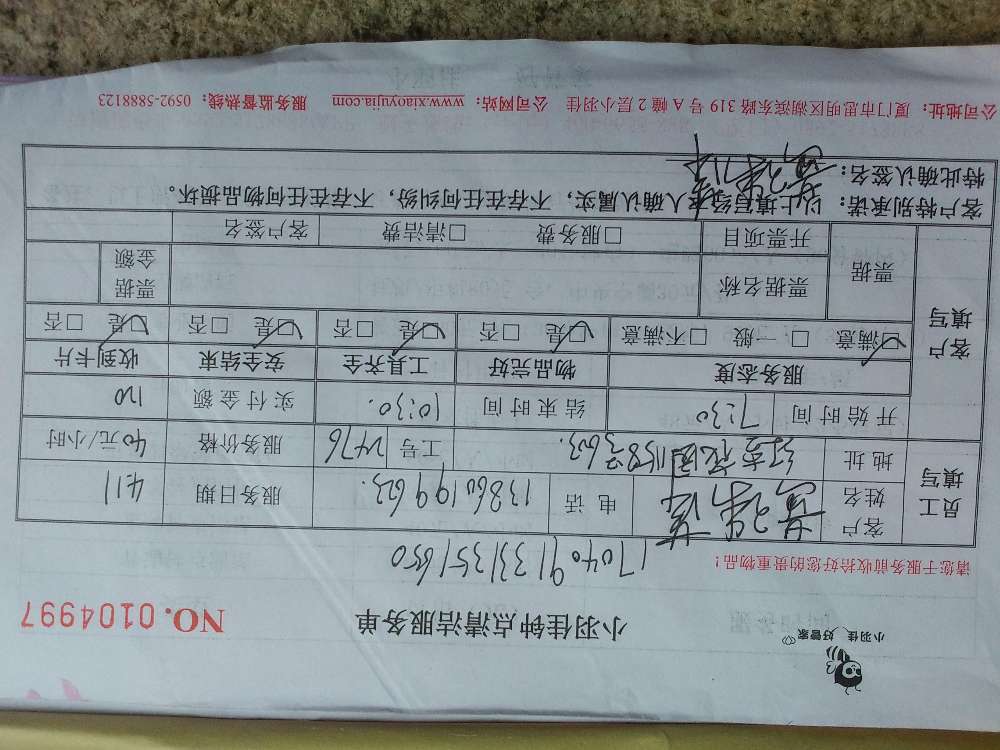 小羽佳 好管家
小羽佳钟点清洁服务单 NO.0104997
请您于服务前收拾好您的贵重物品！
1704091331351650
员工填写
客户姓名 电话 13860199623. 服务日期 4.11
地址 工号 2476 服务价格 40元/小时
客户填写
开始时间 7:30 结束时间 10:30. 实付金额 120
服务态度 物品完好 工具齐全 安全结束 收到卡片
☑满意 □一般 □不满意 ☑是 □否 ☑是 □否 ☑是 □否 ☑是 □否
票据 票据名称 票据金额
开票项目 □服务费 □清洁费 客户签名
客户特别承诺：以上填写经本人确认属实，不存在任何纠纷，不存在任何物品损坏。
特此确认签名：
公司地址：厦门市思明区湖滨东路 319 号 A 幢 2 层小羽佳 公司网站：www.xiaoyujia.com 服务监督热线：0592-5888123